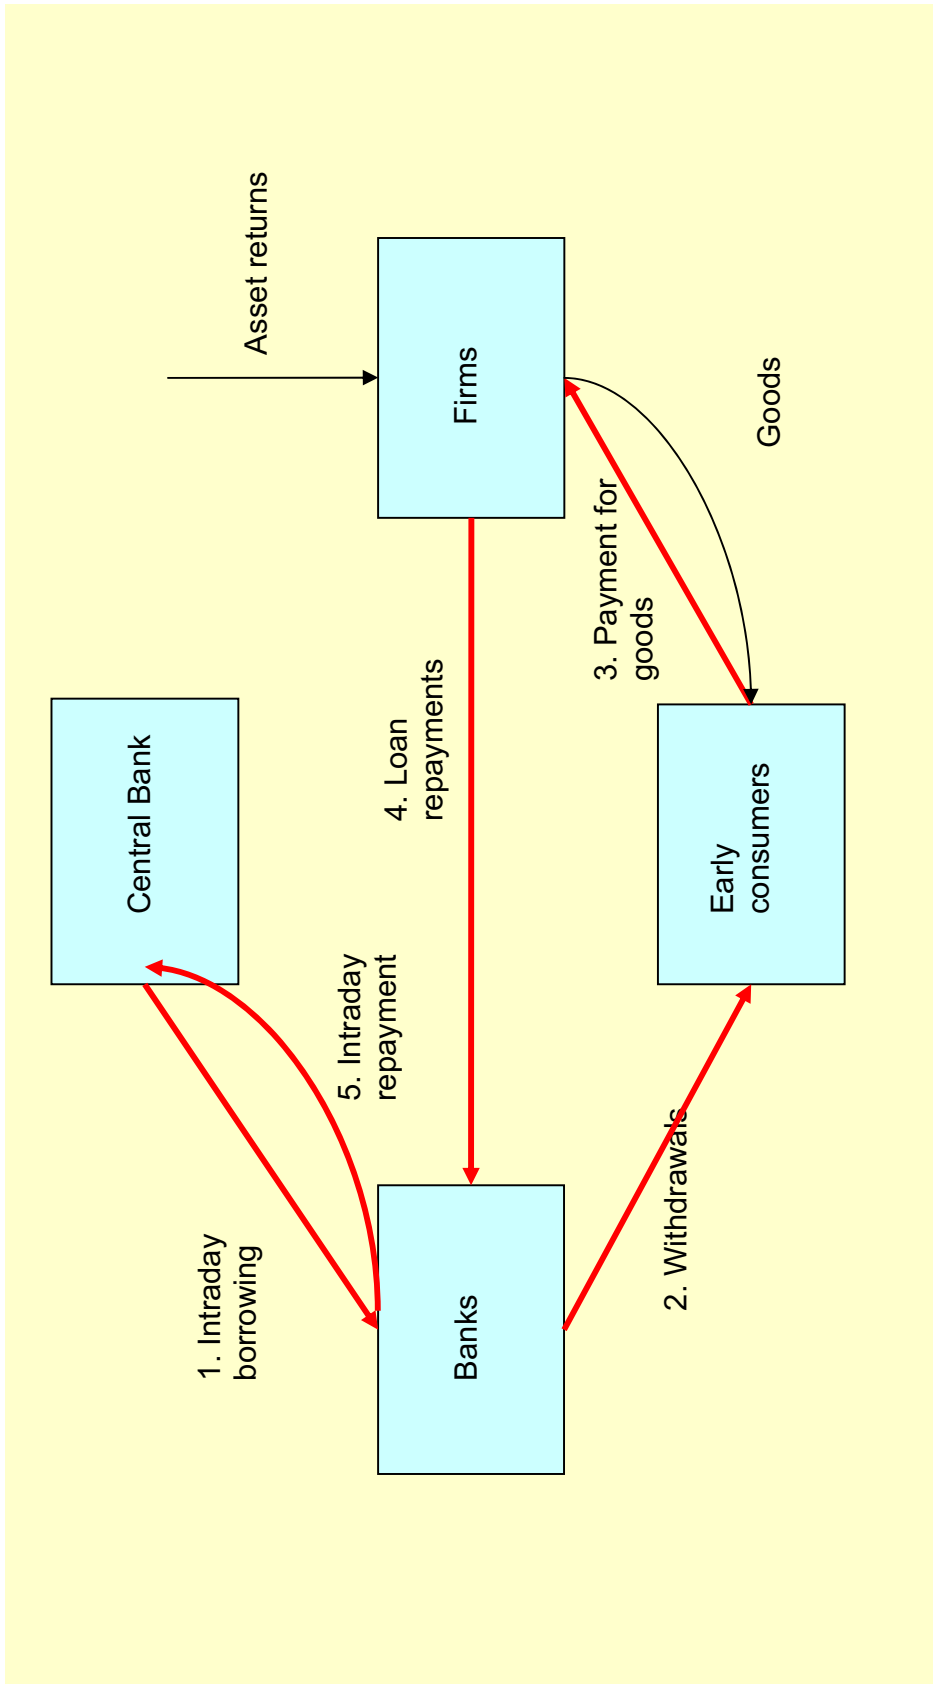 Central Bank
1. Intraday
borrowing
5. Intraday
repayment
Asset returns
4. Loan
repayments
Banks
Firms
3. Payment for
goods
2. Withdrawals
Early
consumers
Goods